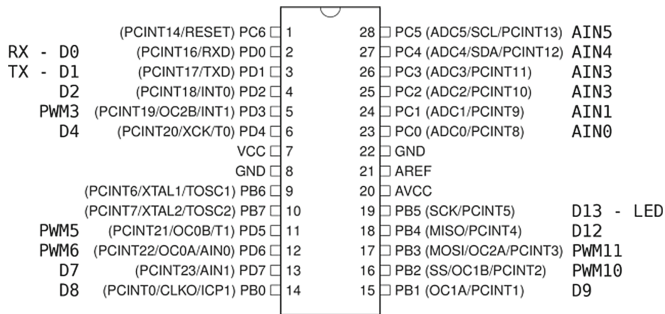 (PCINT14/RESET) PC6 1 28 PC5 (ADC5/SCL/PCINT13) AIN5
RX - D0 (PCINT16/RXD) PD0 2 27 PC4 (ADC4/SDA/PCINT12) AIN4
TX - D1 (PCINT17/TXD) PD1 3 26 PC3 (ADC3/PCINT11) AIN3
D2 (PCINT18/INT0) PD2 4 25 PC2 (ADC2/PCINT10) AIN3
PWM3 (PCINT19/OC2B/INT1) PD3 5 24 PC1 (ADC1/PCINT9) AIN1
D4 (PCINT20/XCK/T0) PD4 6 23 PC0 (ADC0/PCINT8) AIN0
VCC 7 22 GND
GND 8 21 AREF
(PCINT6/XTAL1/TOSC1) PB6 9 20 AVCC
(PCINT7/XTAL2/TOSC2) PB7 10 19 PB5 (SCK/PCINT5) D13 - LED
PWM5 (PCINT21/OC0B/T1) PD5 11 18 PB4 (MISO/PCINT4) D12
PWM6 (PCINT22/OC0A/AIN0) PD6 12 17 PB3 (MOSI/OC2A/PCINT3) PWM11
D7 (PCINT23/AIN1) PD7 13 16 PB2 (SS/OC1B/PCINT2) PWM10
D8 (PCINT0/CLKO/ICP1) PB0 14 15 PB1 (OC1A/PCINT1) D9